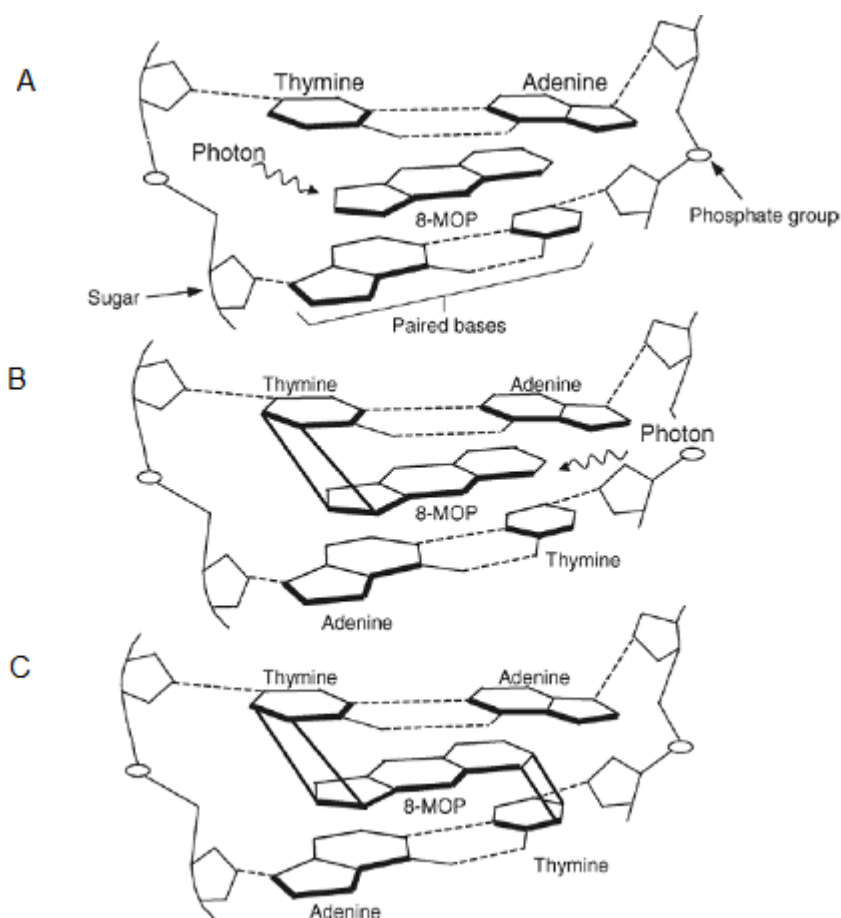 A
Thymine
Adenine
Photon
8-MOP
Phosphate group
Sugar
Paired bases
B
Thymine
Adenine
Photon
8-MOP
Thymine
Adenine
C
Thymine
Adenine
8-MOP
Thymine
Adenine